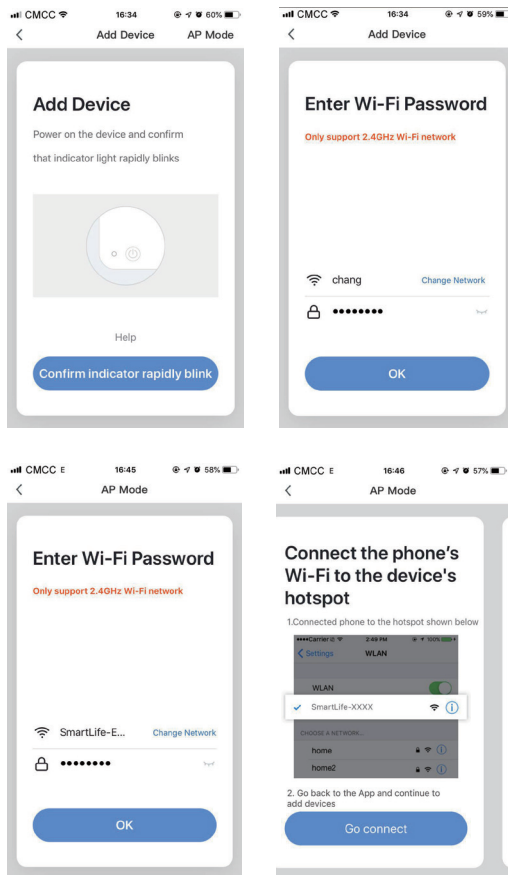 CMCC 16:34 60%
Add Device AP Mode
Add Device
Power on the device and confirm
that indicator light rapidly blinks
Help
Confirm indicator rapidly blink
CMCC 16:34 59%
Add Device
Enter Wi-Fi Password
Only support 2.4GHz Wi-Fi network
chang Change Network
••••••••
OK
CMCC E 16:45 58%
AP Mode
Enter Wi-Fi Password
Only support 2.4GHz Wi-Fi network
SmartLife-E... Change Network
••••••••
OK
CMCC E 16:46 57%
AP Mode
Connect the phone's
Wi-Fi to the device's
hotspot
1.Connected phone to the hotspot shown below
Carrier 2:49 PM 100%
Settings WLAN
WLAN
SmartLife-XXXX
CHOOSE A NETWORK...
home
home2
2. Go back to the App and continue to
add devices
Go connect